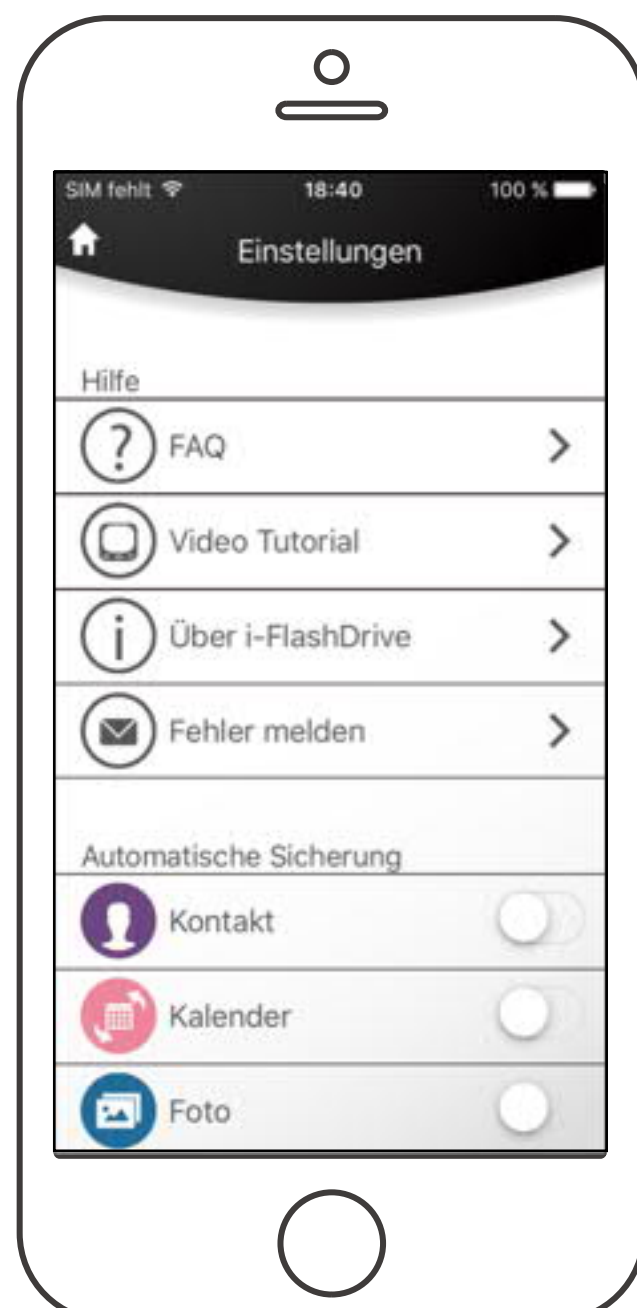 SIM fehlt 18:40 100 %
Einstellungen
Hilfe
? FAQ
Video Tutorial
i Über i-FlashDrive
Fehler melden
Automatische Sicherung
Kontakt
Kalender
Foto